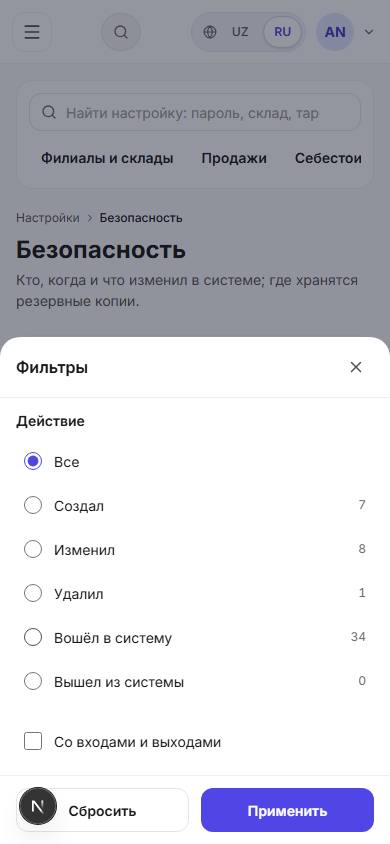 UZ
RU
AN
Найти настройку: пароль, склад, тар
Филиалы и склады
Продажи
Себестои
Настройки > Безопасность
Безопасность
Кто, когда и что изменил в системе; где хранятся
резервные копии.
Фильтры
Действие
Все
Создал 7
Изменил 8
Удалил 1
Вошёл в систему 34
Вышел из системы 0
Со входами и выходами
N
Сбросить
Применить